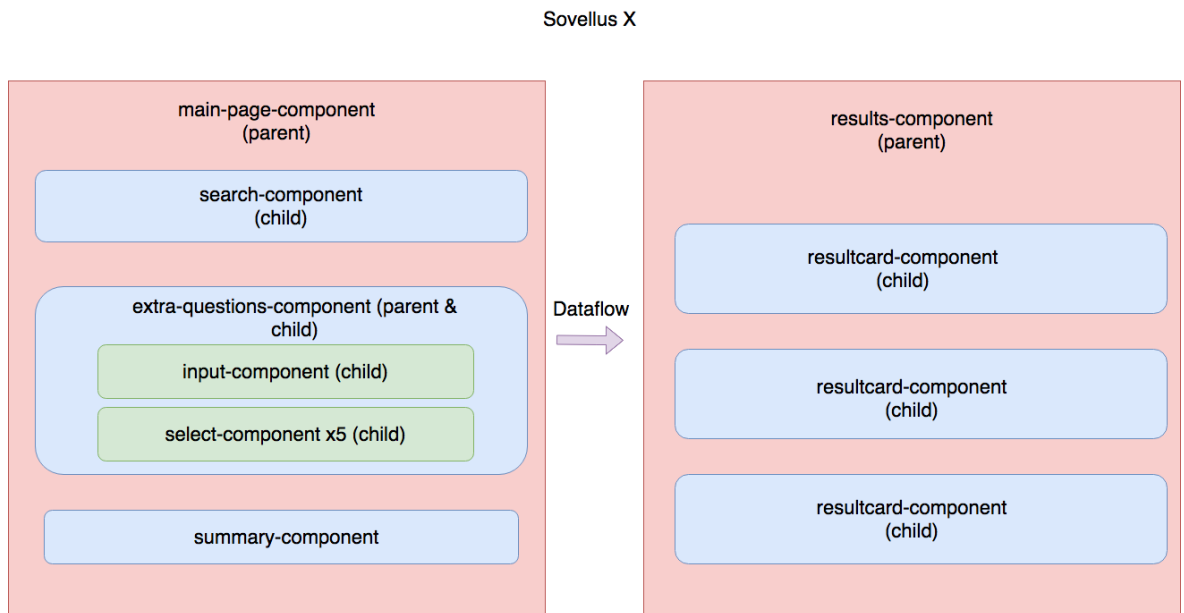 Sovellus X
main-page-component
(parent)
search-component
(child)
extra-questions-component (parent &
child)
input-component (child)
select-component x5 (child)
summary-component
Dataflow
results-component
(parent)
resultcard-component
(child)
resultcard-component
(child)
resultcard-component
(child)